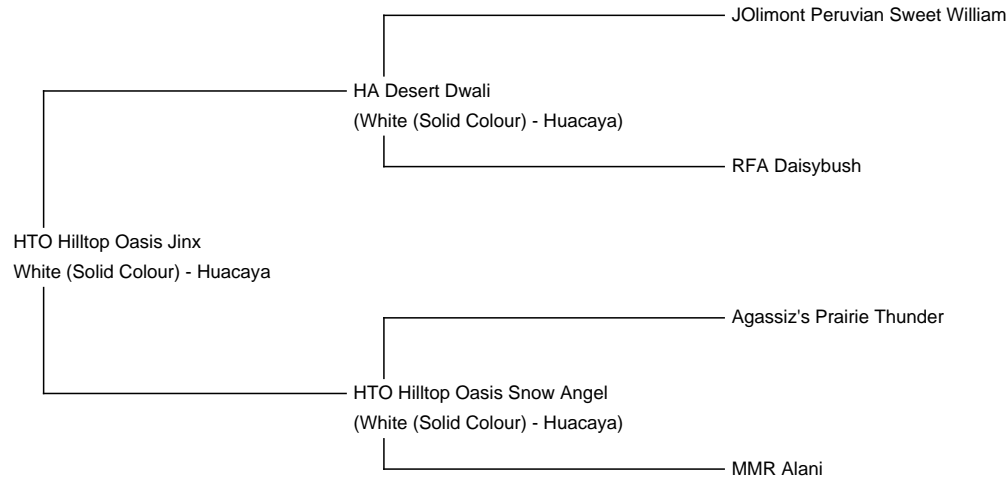 JOlimont Peruvian Sweet William
HA Desert Dwali
(White (Solid Colour) - Huacaya)
RFA Daisybush
HTO Hilltop Oasis Jinx
White (Solid Colour) - Huacaya
Agassiz's Prairie Thunder
HTO Hilltop Oasis Snow Angel
(White (Solid Colour) - Huacaya)
MMR Alani